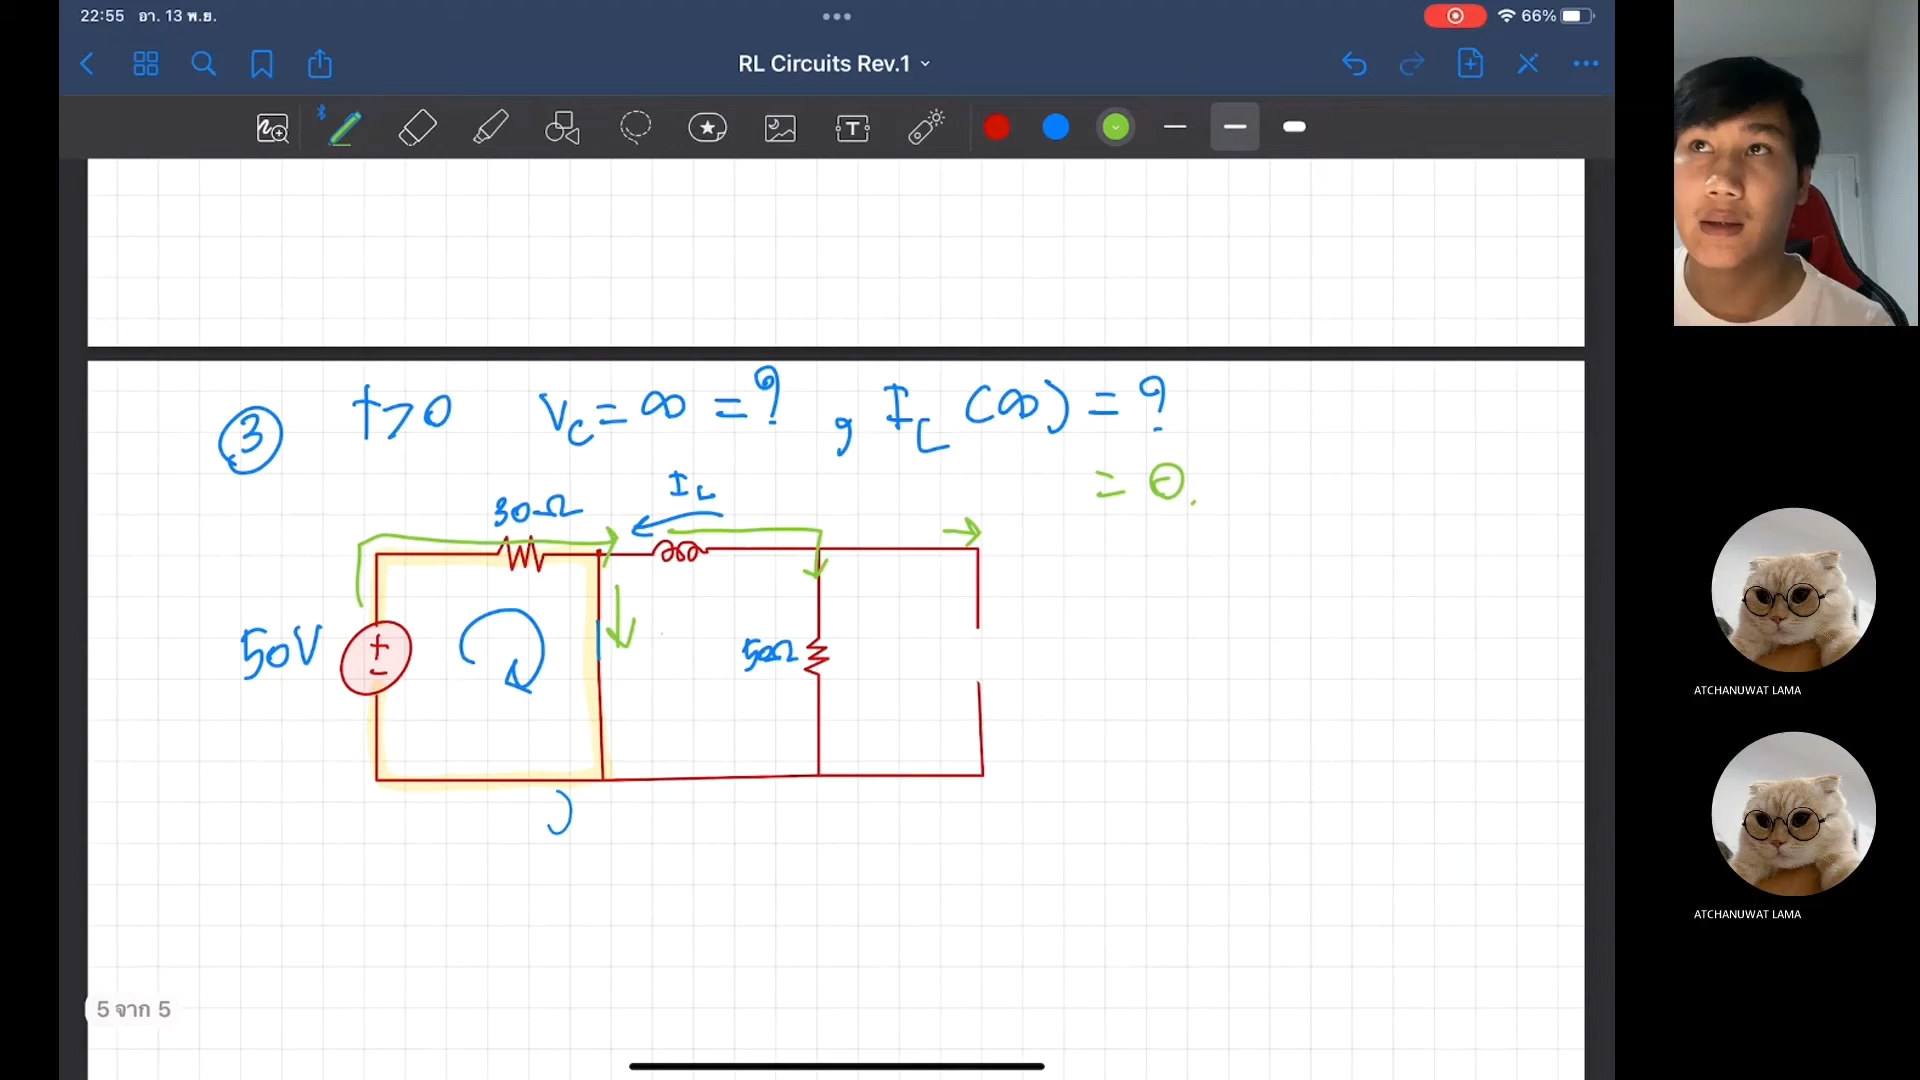 22:55 อา. 13 พ.ย.
66%
RL Circuits Rev.1
T
3 t>0 Vc = ∞ = ? , IL (∞) = ?
= 0.
30Ω
IL
50V
+
-
50Ω
ATCHANUWAT LAMA
ATCHANUWAT LAMA
5 จาก 5